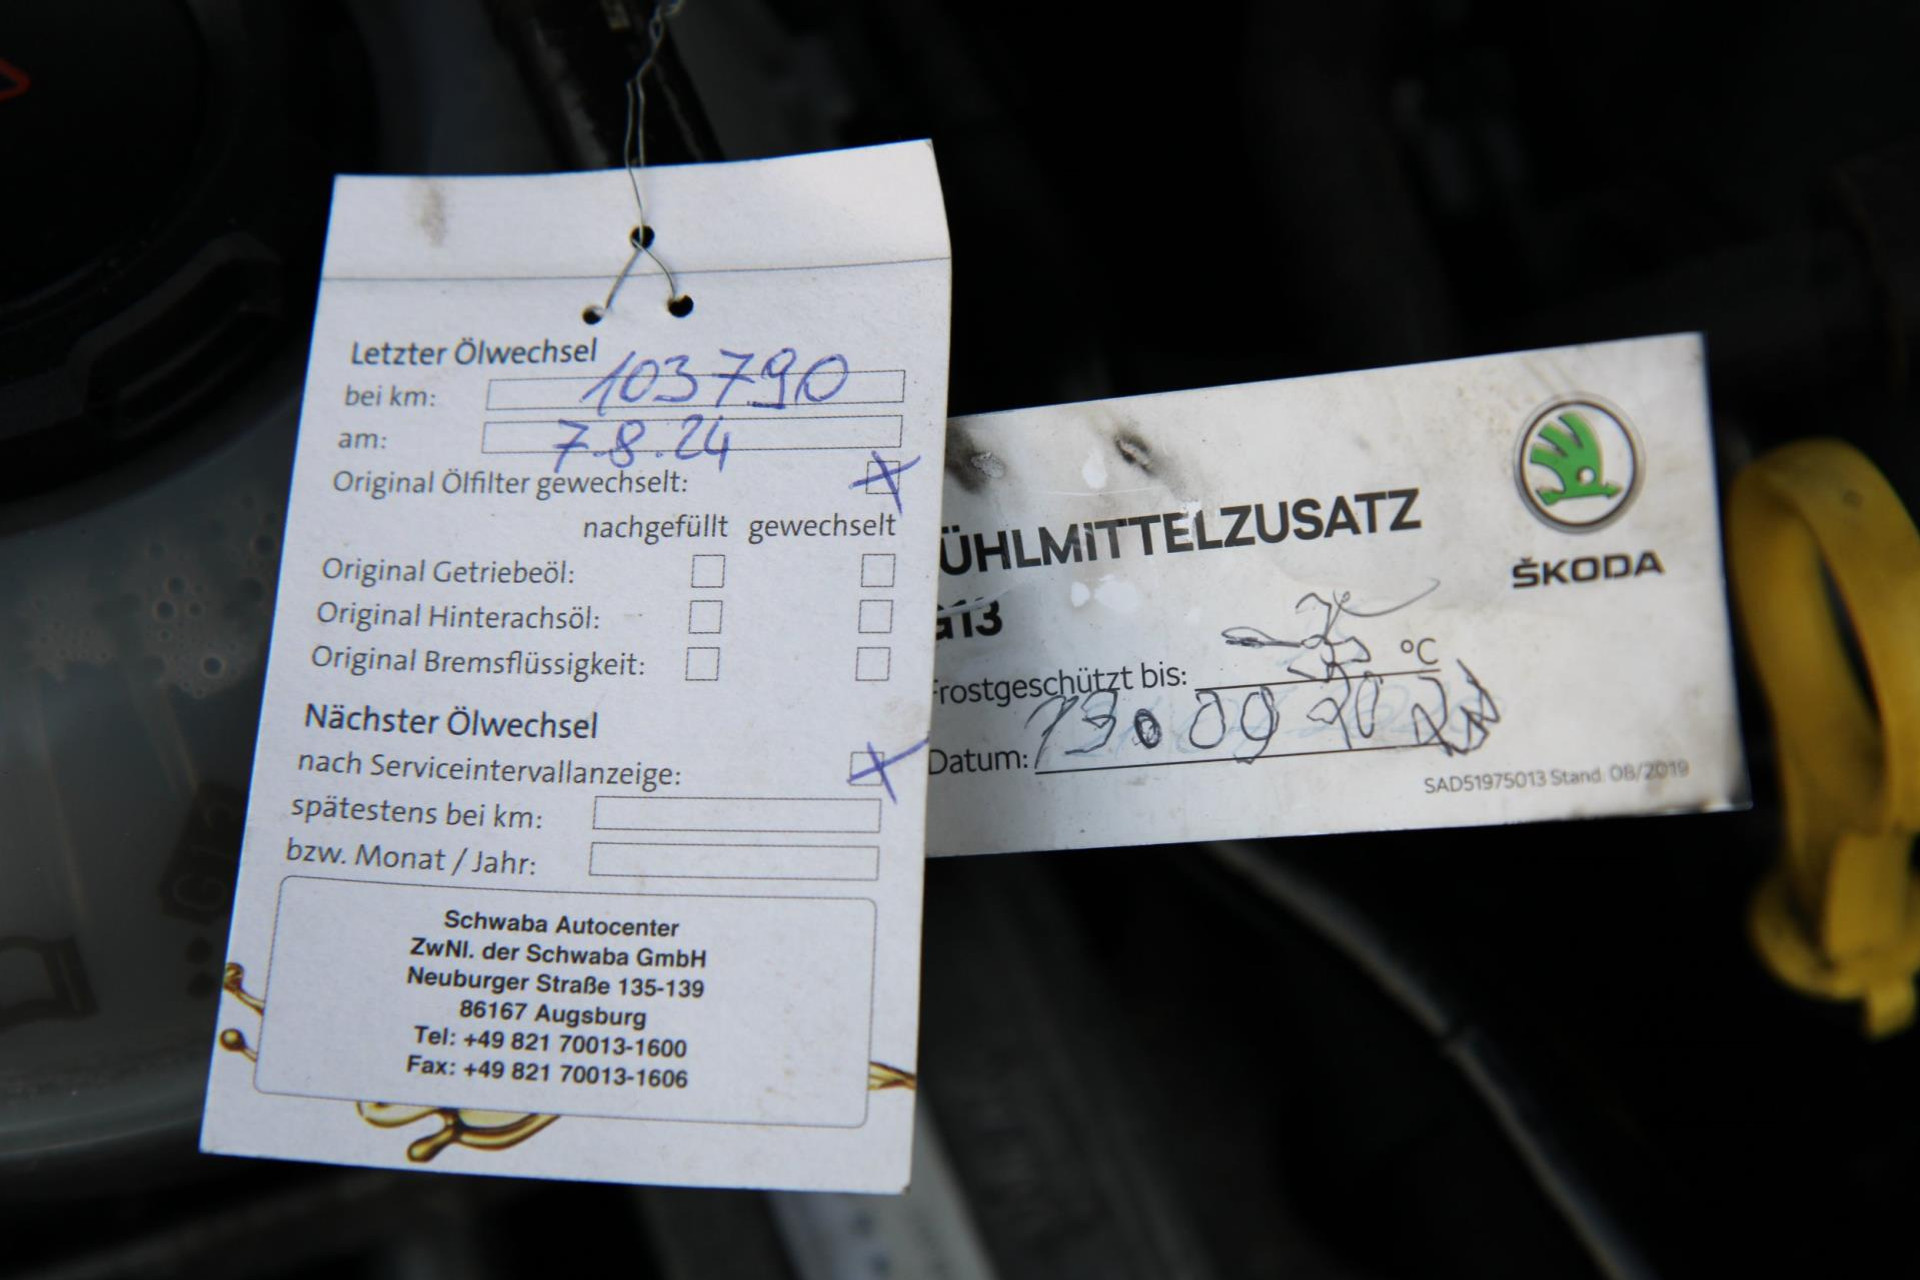 Letzter Ölwechsel
bei km: 103790
am: 7.8.24
Original Ölfilter gewechselt:
nachgefüllt gewechselt
Original Getriebeöl:
Original Hinterachsöl:
Original Bremsflüssigkeit:
Nächster Ölwechsel
nach Serviceintervallanzeige:
spätestens bei km:
bzw. Monat / Jahr:
Schwaba Autocenter
ZwNl. der Schwaba GmbH
Neuburger Straße 135-139
86167 Augsburg
Tel: +49 821 70013-1600
Fax: +49 821 70013-1606
ÜHLMITTELZUSATZ
G13
ŠKODA
Frostgeschützt bis: °C
Datum:
SAD51975013 Stand: 08/2019
G13